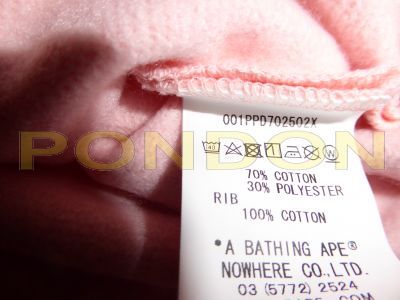 001PPD702502X
PONDON
70% COTTON
30% POLYESTER
RIB
100% COTTON
*A BATHING APE®
NOWHERE CO.,LTD.
03 (5772) 2524